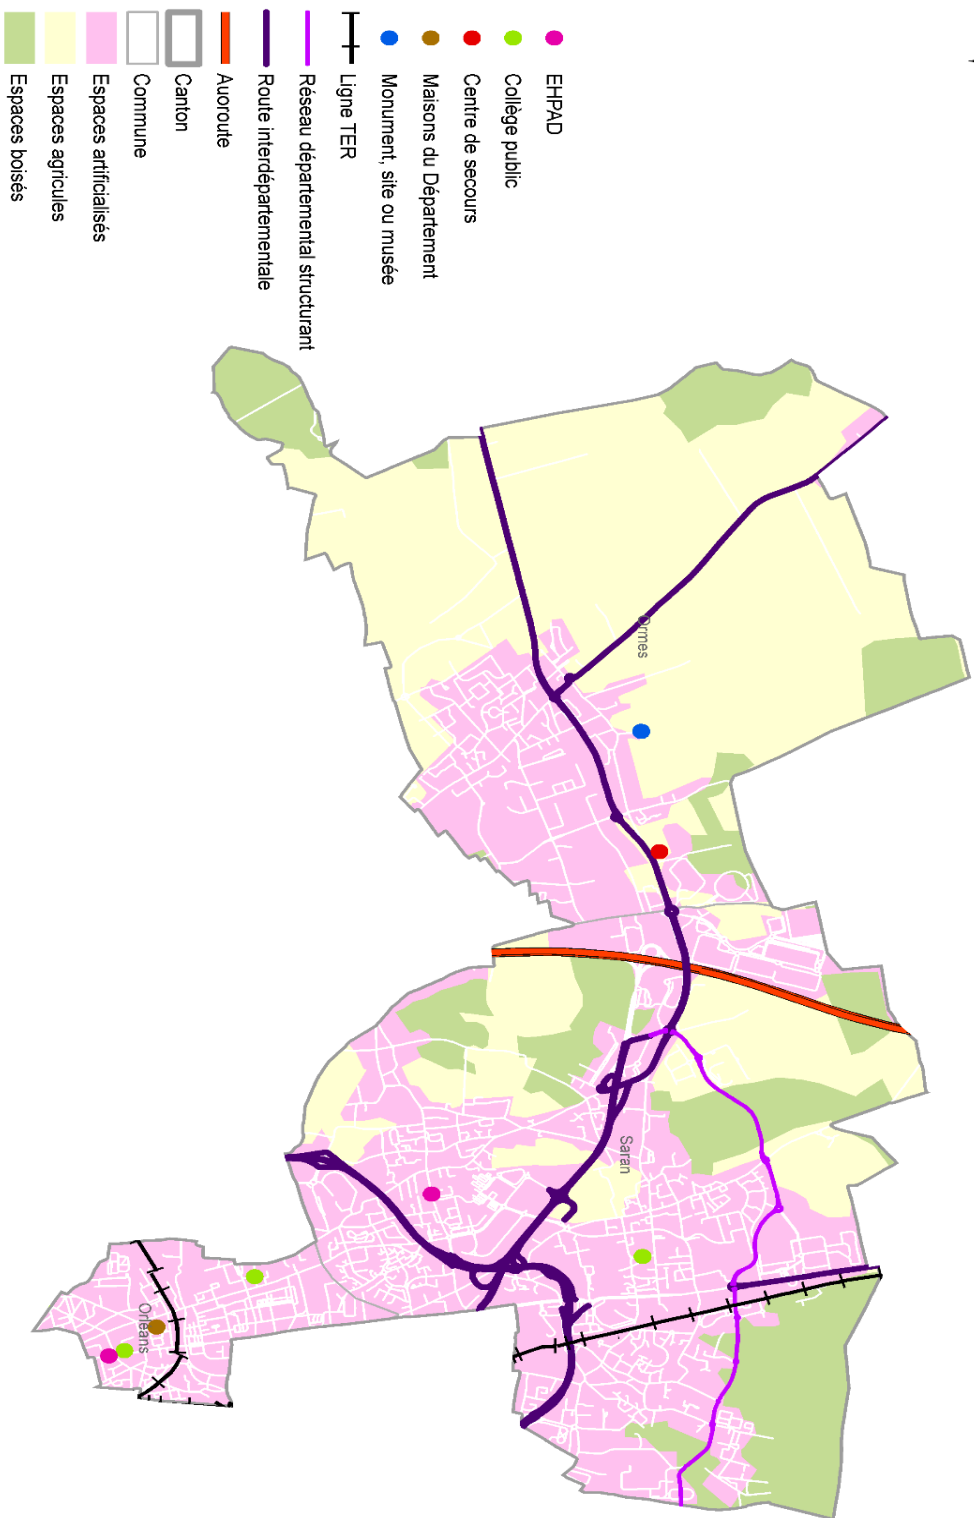 EHPAD
Collège public
Centre de secours
Maisons du Département
Monument, site ou musée
Ligne TER
Réseau départemental structurant
Route interdépartementale
Auoroute
Canton
Commune
Espaces artificialisés
Espaces agricules
Espaces boisés
Ormes
Saran
Orléans